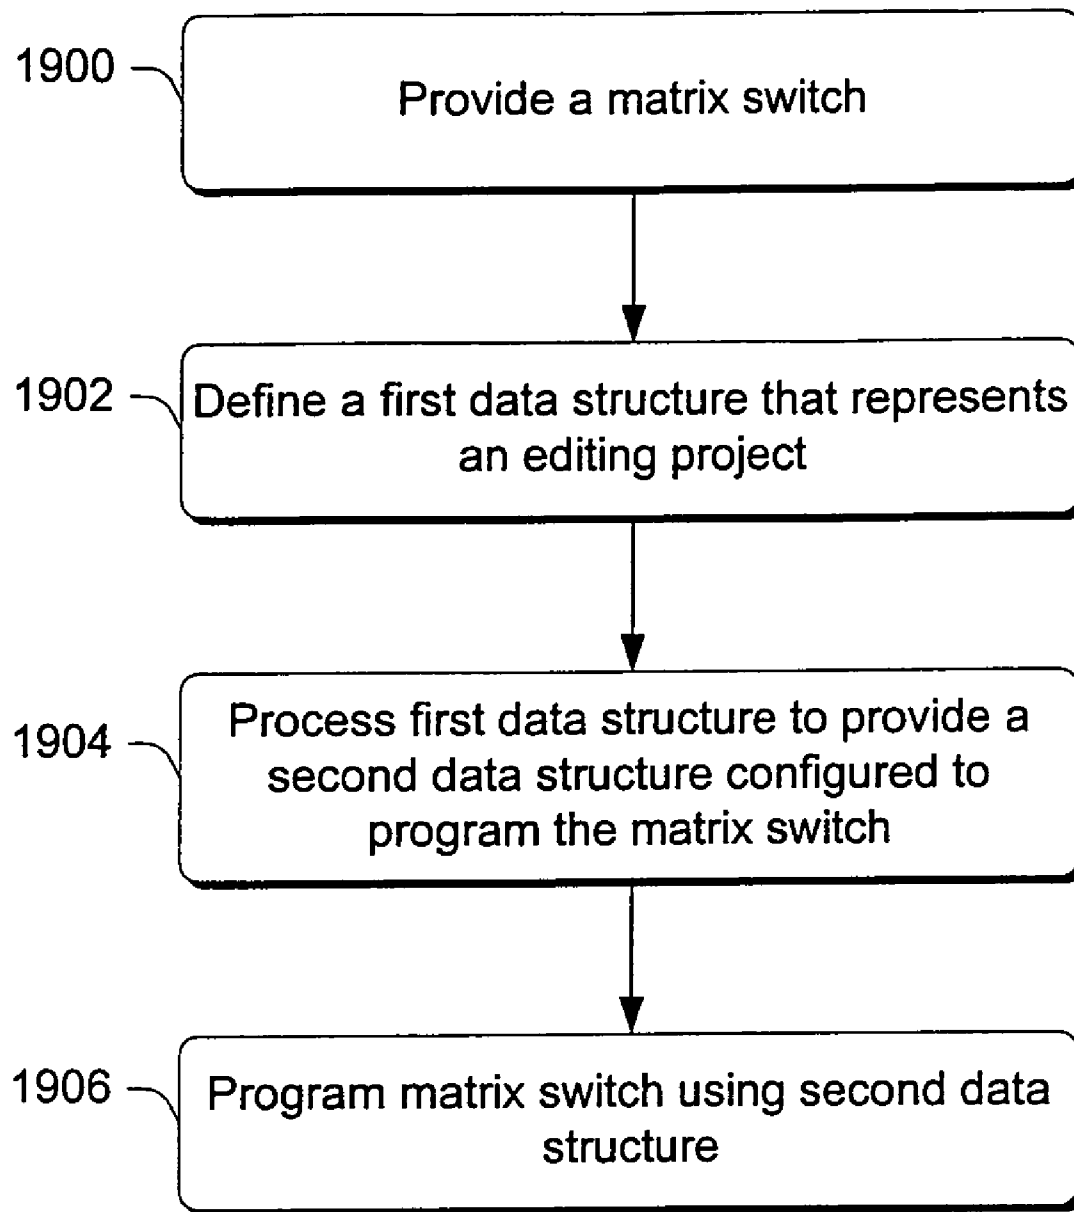 1900
Provide a matrix switch
1902
Define a first data structure that represents
an editing project
1904
Process first data structure to provide a
second data structure configured to
program the matrix switch
1906
Program matrix switch using second data
structure